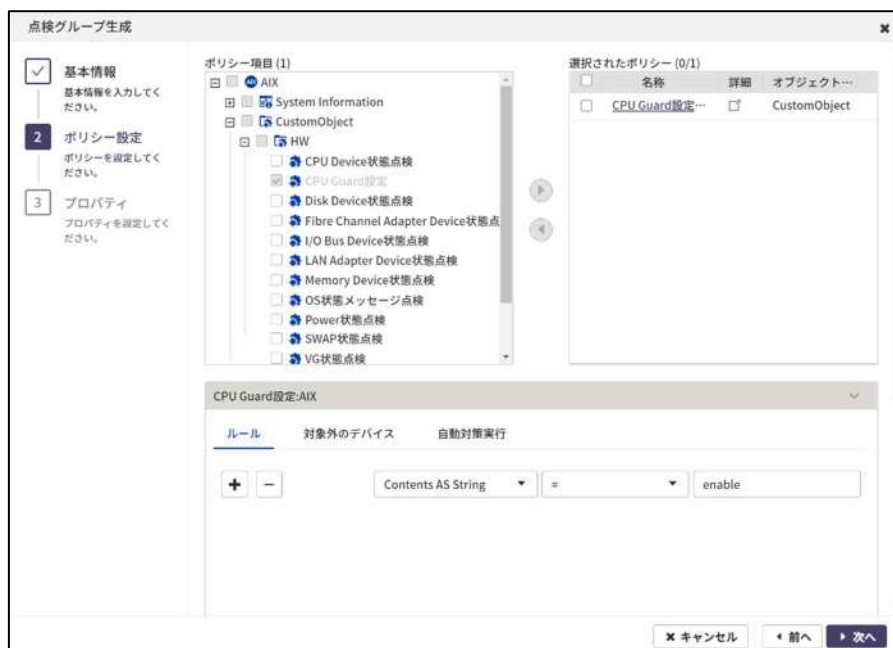 点検グループ生成
基本情報
基本情報を入力してく
ださい。
2
ポリシー設定
ポリシーを設定してく
ださい。
3
プロパティ
プロパティを設定してく
ださい。
ポリシー項目 (1)
AIX
System Information
CustomObject
HW
CPU Device状態点検
CPU Guard設定
Disk Device状態点検
Fibre Channel Adapter Device状態点
I/O Bus Device状態点検
LAN Adapter Device状態点検
Memory Device状態点検
OS状態メッセージ点検
Power状態点検
SWAP状態点検
VG状態点検
選択されたポリシー (0/1)
名称 詳細 オブジェクト…
CPU Guard設定… CustomObject
CPU Guard設定:AIX
ルール 対象外のデバイス 自動対策実行
Contents AS String = enable
キャンセル 前へ 次へ